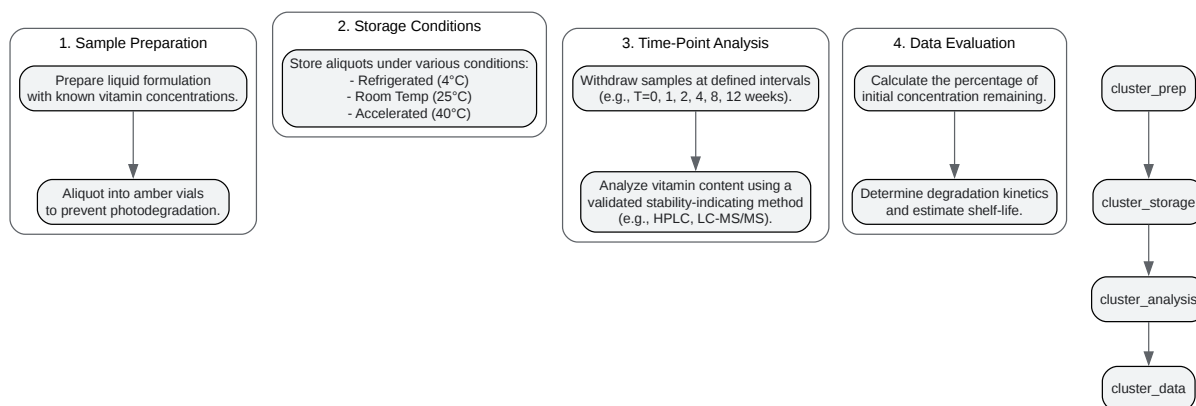 1. Sample Preparation
Prepare liquid formulation
with known vitamin concentrations.
Aliquot into amber vials
to prevent photodegradation.
2. Storage Conditions
Store aliquots under various conditions:
- Refrigerated (4°C)
- Room Temp (25°C)
- Accelerated (40°C)
3. Time-Point Analysis
Withdraw samples at defined intervals
(e.g., T=0, 1, 2, 4, 8, 12 weeks).
Analyze vitamin content using a
validated stability-indicating method
(e.g., HPLC, LC-MS/MS).
4. Data Evaluation
Calculate the percentage of
initial concentration remaining.
Determine degradation kinetics
and estimate shelf-life.
cluster_prep
cluster_storage
cluster_analysis
cluster_data